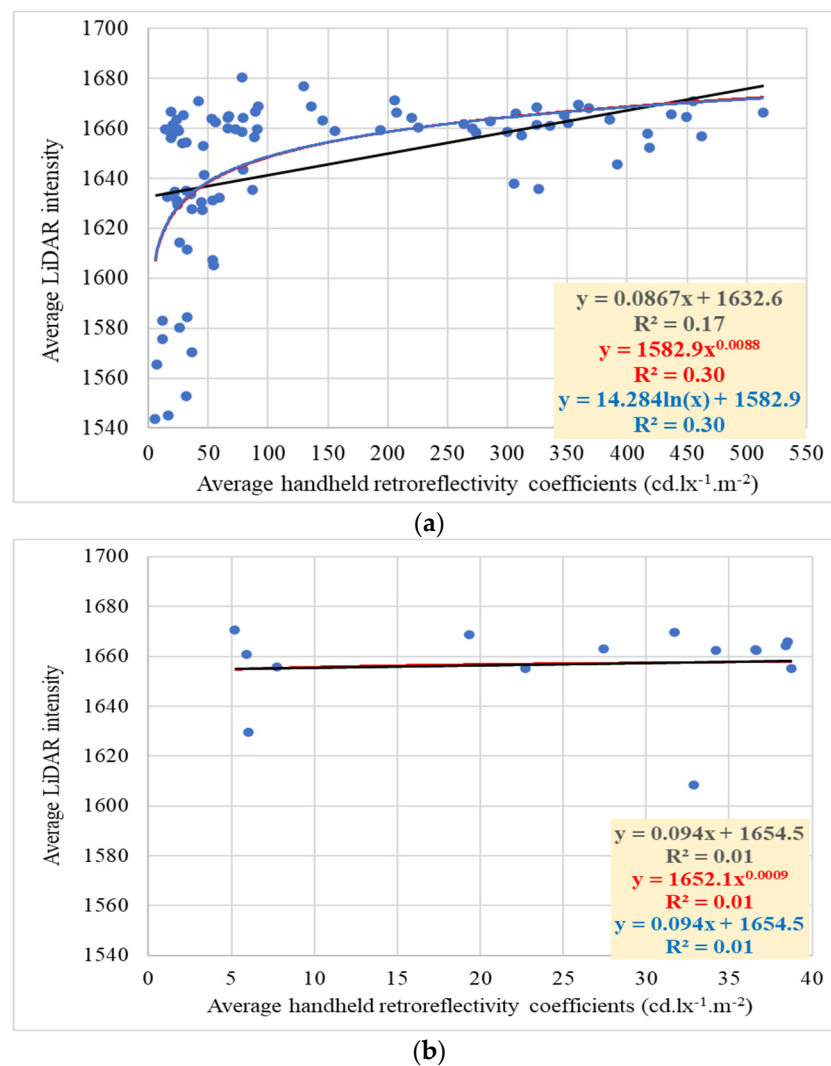 1700
1680
1660
1640
1620
1600
1580
1560
1540
Average LiDAR intensity
y = 0.0867x + 1632.6
R² = 0.17
y = 1582.9x^0.0088
R² = 0.30
y = 14.284ln(x) + 1582.9
R² = 0.30
0 50 100 150 200 250 300 350 400 450 500 550
Average handheld retroreflectivity coefficients (cd.lx⁻¹.m⁻²)
(a)
1700
1680
1660
1640
1620
1600
1580
1560
1540
Average LiDAR intensity
y = 0.094x + 1654.5
R² = 0.01
y = 1652.1x^0.0009
R² = 0.01
y = 0.094x + 1654.5
R² = 0.01
0 5 10 15 20 25 30 35 40
Average handheld retroreflectivity coefficients (cd.lx⁻¹.m⁻²)
(b)